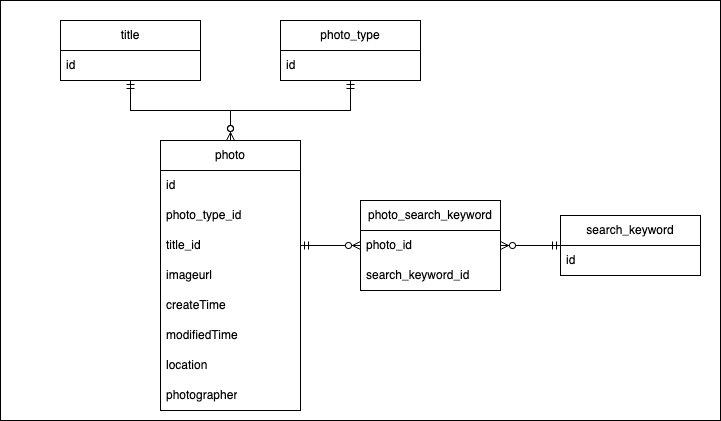 title
id
photo_type
id
photo
id
photo_type_id
title_id
imageurl
createTime
modifiedTime
location
photographer
photo_search_keyword
photo_id
search_keyword_id
search_keyword
id